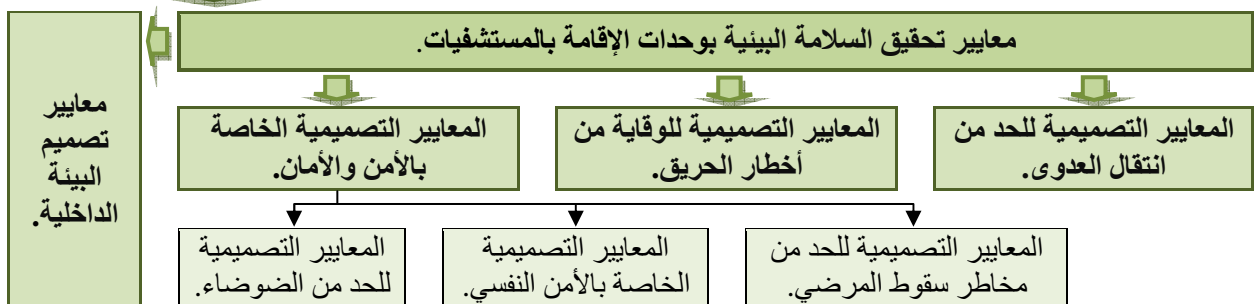 معايير تحقيق السلامة البيئية بوحدات الإقامة بالمستشفيات.
المعايير التصميمية للحد من
انتقال العدوى.
المعايير التصميمية للوقاية من
أخطار الحريق.
المعايير التصميمية الخاصة
بالأمن والأمان.
المعايير التصميمية للحد من
مخاطر سقوط المرضي.
المعايير التصميمية
الخاصة بالأمن النفسي.
المعايير التصميمية
للحد من الضوضاء.
معايير
تصميم
البيئة
الداخلية.